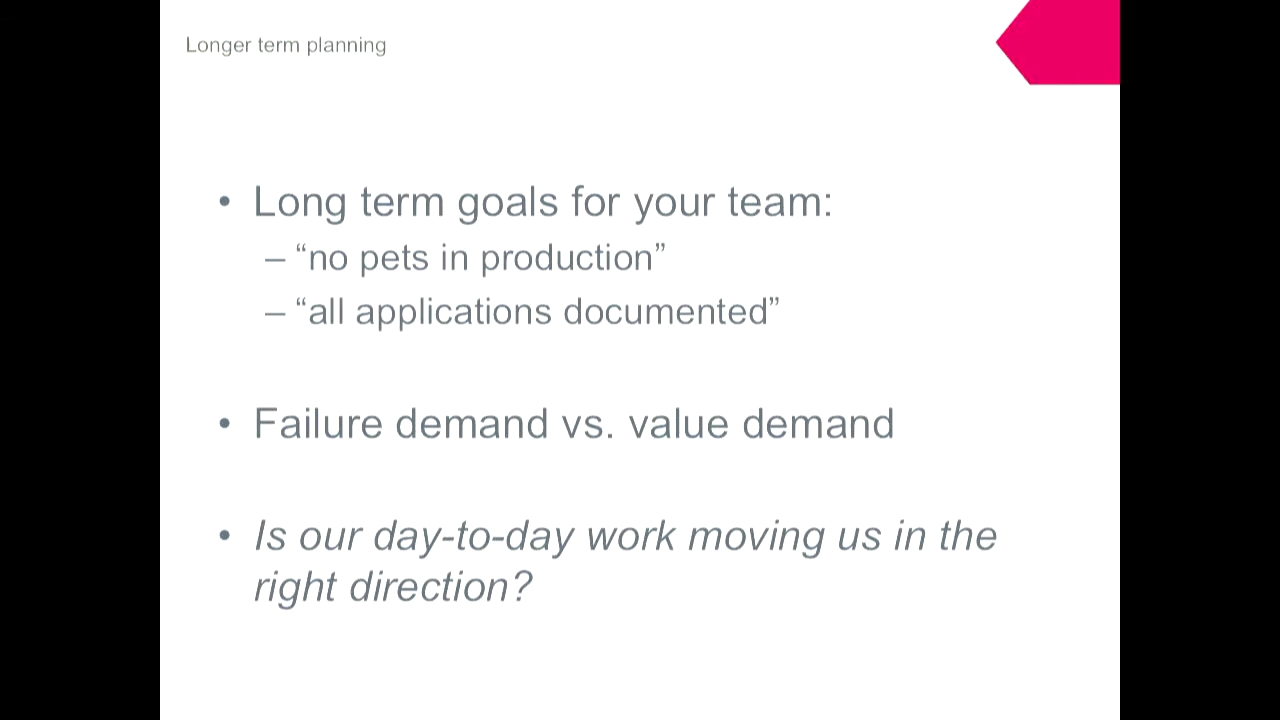 Longer term planning
• Long term goals for your team:
– “no pets in production”
– “all applications documented”
• Failure demand vs. value demand
• Is our day-to-day work moving us in the
right direction?